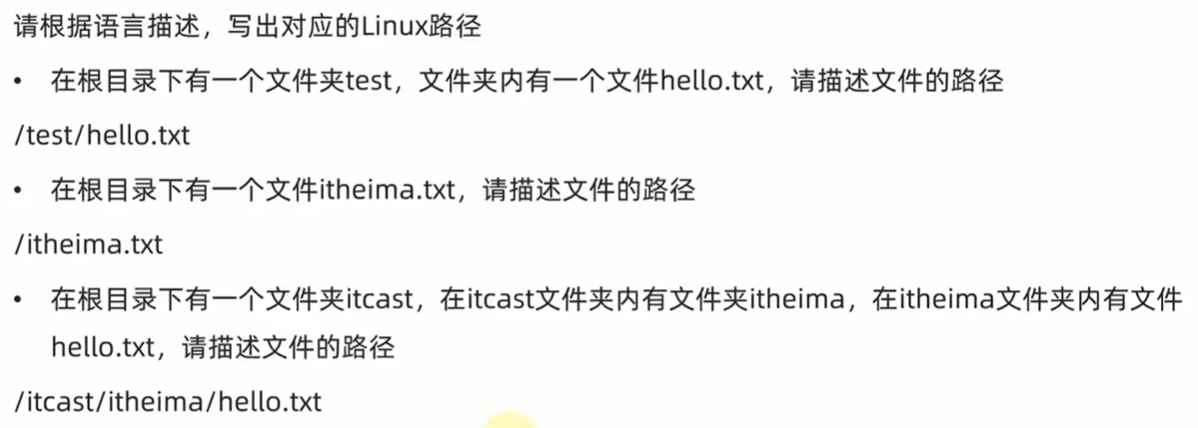 请根据语言描述，写出对应的Linux路径
• 在根目录下有一个文件夹test，文件夹内有一个文件hello.txt，请描述文件的路径
/test/hello.txt
• 在根目录下有一个文件itheima.txt，请描述文件的路径
/itheima.txt
• 在根目录下有一个文件夹itcast，在itcast文件夹内有文件夹itheima，在itheima文件夹内有文件
hello.txt，请描述文件的路径
/itcast/itheima/hello.txt